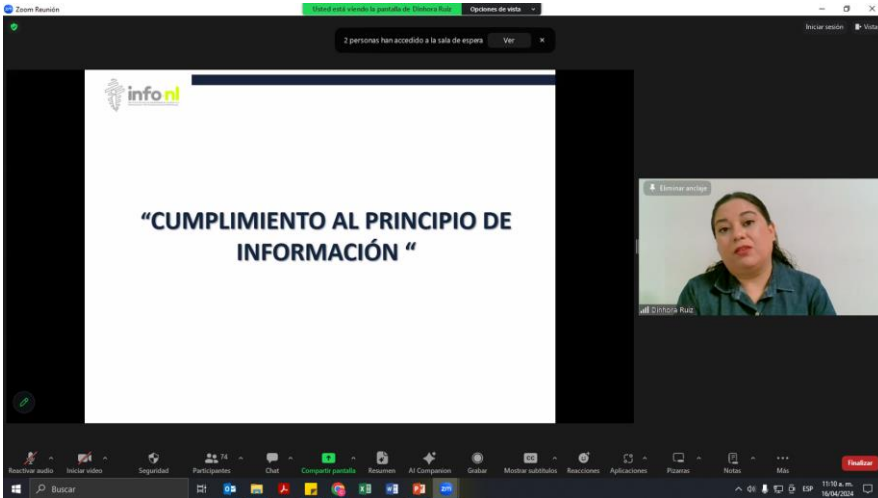 Zoom Reunión
Usted está viendo la pantalla de Dinhora Ruiz
Opciones de vista
Iniciar sesión
Vista
2 personas han accedido a la sala de espera
Ver
info nl
“CUMPLIMIENTO AL PRINCIPIO DE
INFORMACIÓN “
Eliminar anclaje
Dinhora Ruiz
Reactivar audio
Iniciar video
Seguridad
Participantes
74
Chat
Compartir pantalla
Resumen
AI Companion
Grabar
CC
Mostrar subtítulos
Reacciones
Aplicaciones
Pizarras
Notas
Más
Finalizar
Buscar
zm
ESP
11:10 a. m.
16/04/2024